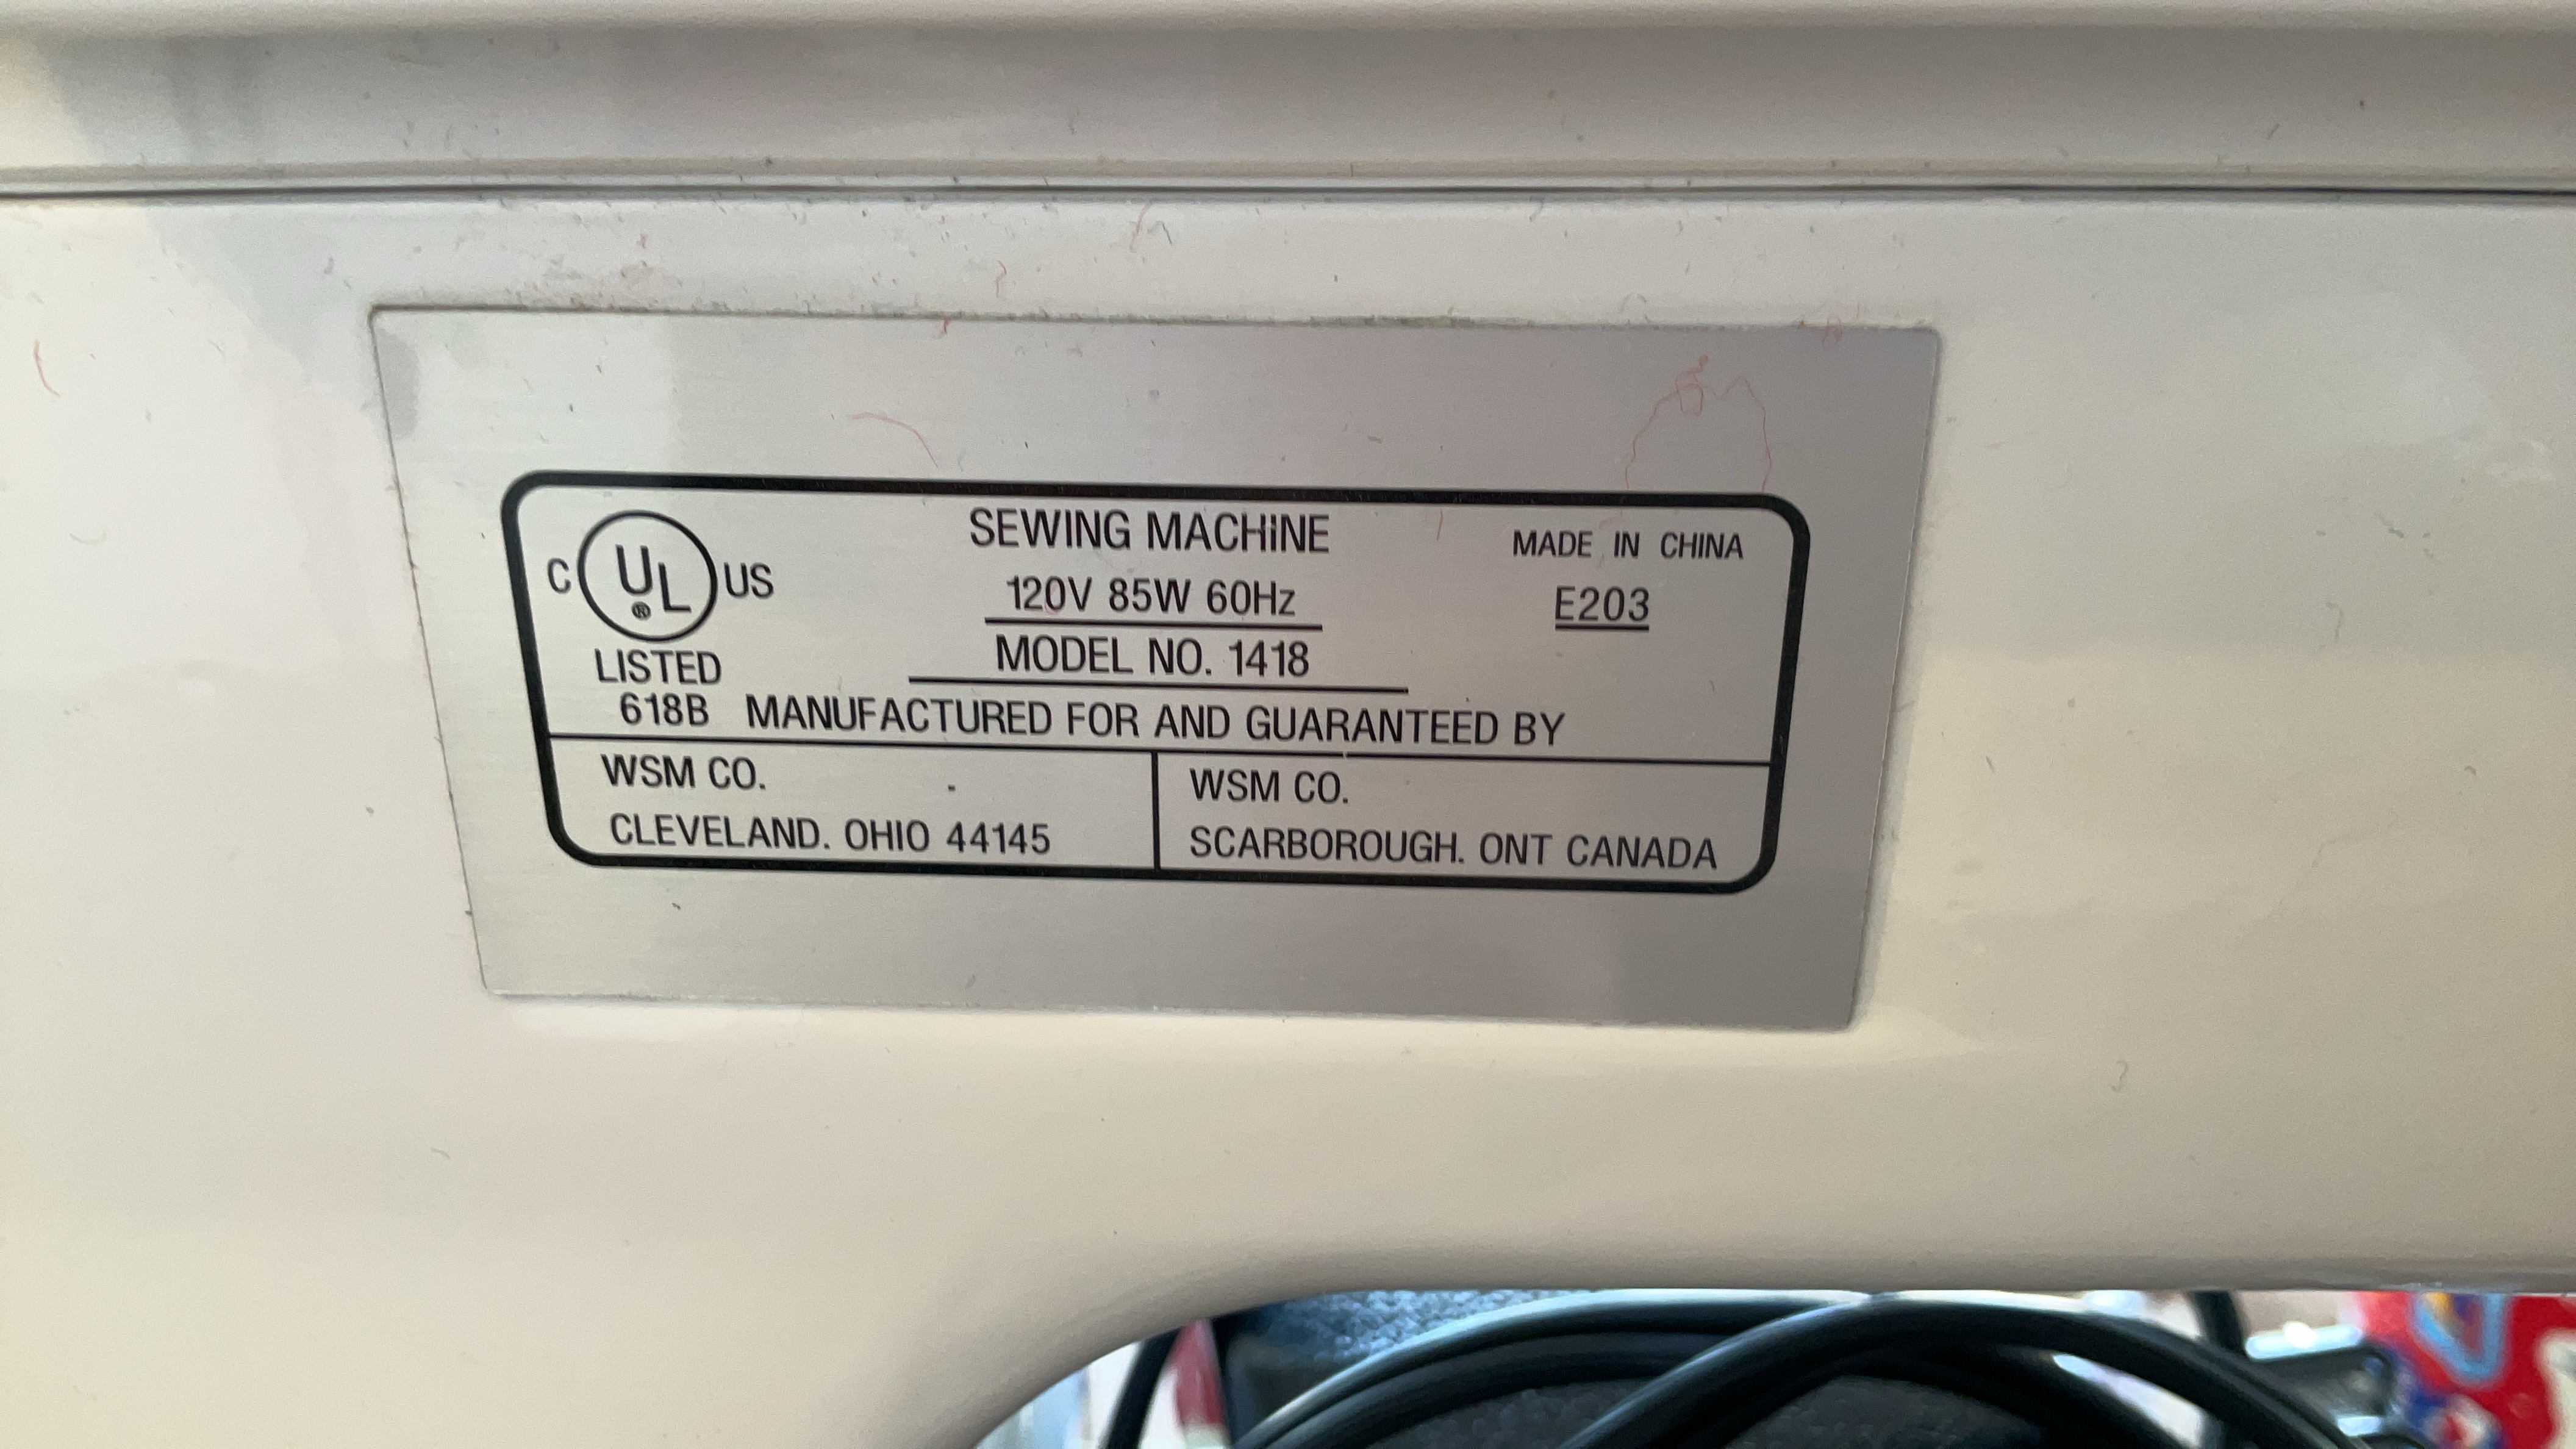 C UL® US
LISTED
618B
SEWING MACHiNE
120V 85W 60Hz
MODEL NO. 1418
MADE IN CHINA
E203
MANUFACTURED FOR AND GUARANTEED BY
WSM CO.
CLEVELAND. OHIO 44145
WSM CO.
SCARBOROUGH. ONT CANADA